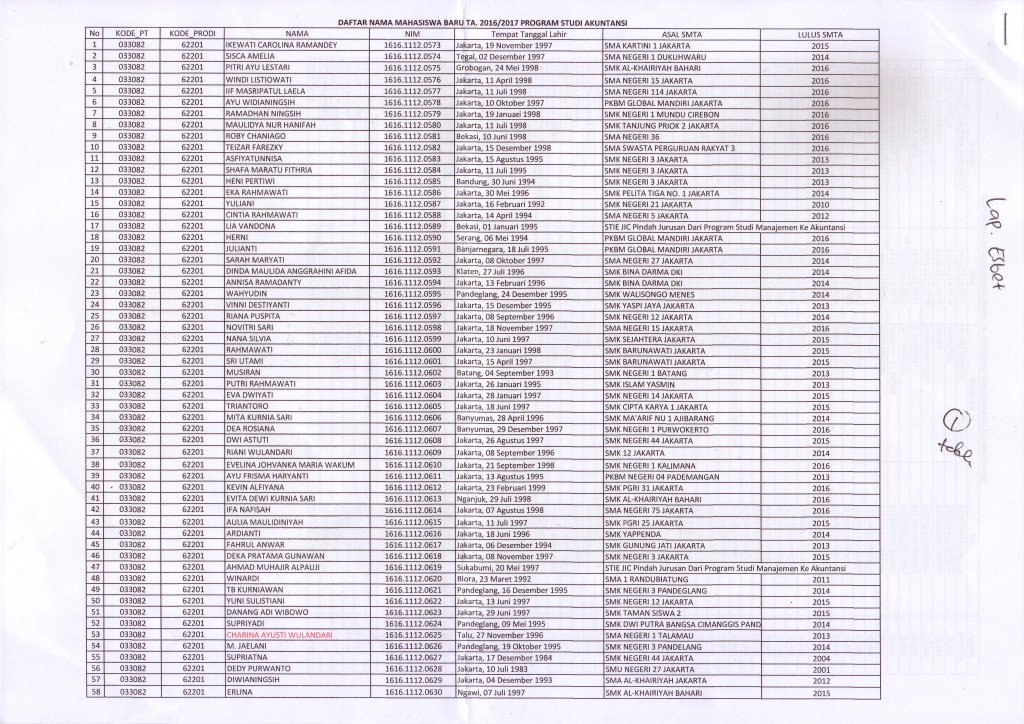 DAFTAR NAMA MAHASISWA BARU TA. 2016/2017 PROGRAM STUDI AKUNTANSI
No KODE_PT KODE_PRODI NAMA NIM Tempat Tanggal Lahir ASAL SMTA LULUS SMTA
1 033082 62201 IKEWATI CAROLINA RAMANDEY 1616.1112.0573 Jakarta, 19 November 1997 SMA KARTINI 1 JAKARTA 2015
2 033082 62201 SISCA AMELIA 1616.1112.0574 Tegal, 02 Desember 1997 SMA NEGERI 1 DUKUHWARU 2014
3 033082 62201 PITRI AYU LESTARI 1616.1112.0575 Grobogan, 24 Mei 1998 SMK AL-KHAIRIYAH BAHARI 2016
4 033082 62201 WINDI LISTIOWATI 1616.1112.0576 Jakarta, 11 April 1998 SMA NEGERI 15 JAKARTA 2016
5 033082 62201 IIF MASRIPATUL LAELA 1616.1112.0577 Jakarta, 11 Juli 1998 SMA NEGERI 114 JAKARTA 2016
6 033082 62201 AYU WIDIANINGSIH 1616.1112.0578 Jakarta, 10 Oktober 1997 PKBM GLOBAL MANDIRI JAKARTA 2016
7 033082 62201 RAMADHAN NINGSIH 1616.1112.0579 Jakarta, 19 Januari 1998 SMK NEGERI 1 MUNDU CIREBON 2016
8 033082 62201 MAULIDYA NUR HANIFAH 1616.1112.0580 Jakarta, 11 Juli 1998 SMK TANJUNG PRIOK 2 JAKARTA 2016
9 033082 62201 ROBY CHANIAGO 1616.1112.0581 Bekasi, 10 Juni 1998 SMA NEGERI 36 2016
10 033082 62201 TEIZAR FAREZKY 1616.1112.0582 Jakarta, 15 Desember 1998 SMA SWASTA PERGURUAN RAKYAT 3 2016
11 033082 62201 ASFIYATUNNISA 1616.1112.0583 Jakarta, 15 Agustus 1995 SMK NEGERI 3 JAKARTA 2013
12 033082 62201 SHAFA MARATU FITHRIA 1616.1112.0584 Jakarta, 11 Juli 1995 SMK NEGERI 3 JAKARTA 2013
13 033082 62201 HENI PERTIWI 1616.1112.0585 Bandung, 30 Juni 1994 SMK NEGERI 3 JAKARTA 2013
14 033082 62201 EKA RAHMAWATI 1616.1112.0586 Jakarta, 30 Mei 1996 SMK PELITA TIGA NO. 1 JAKARTA 2014
15 033082 62201 YULIANI 1616.1112.0587 Jakarta, 16 Februari 1992 SMK NEGERI 21 JAKARTA 2010
16 033082 62201 CINTIA RAHMAWATI 1616.1112.0588 Jakarta, 14 April 1994 SMA NEGERI 5 JAKARTA 2012
17 033082 62201 LIA VANDONA 1616.1112.0589 Bekasi, 01 Januari 1995 STIE JIC Pindah Jurusan Dari Program Studi Manajemen Ke Akuntansi
18 033082 62201 HERNI 1616.1112.0590 Serang, 06 Mei 1994 PKBM GLOBAL MANDIRI JAKARTA 2016
19 033082 62201 JULIANTI 1616.1112.0591 Banjarnegara, 18 Juli 1995 PKBM GLOBAL MANDIRI JAKARTA 2016
20 033082 62201 SARAH MARYATI 1616.1112.0592 Jakarta, 08 Oktober 1997 SMA NEGERI 27 JAKARTA 2014
21 033082 62201 DINDA MAULIDA ANGGRAHINI AFIDA 1616.1112.0593 Klaten, 27 Juli 1996 SMK BINA DARMA DKI 2014
22 033082 62201 ANNISA RAMADANTY 1616.1112.0594 Jakarta, 13 Februari 1996 SMK BINA DARMA DKI 2014
23 033082 62201 WAHYUDIN 1616.1112.0595 Pandeglang, 24 Desember 1995 SMK WALISONGO MENES 2014
24 033082 62201 VINNI DESTIYANTI 1616.1112.0596 Jakarta, 15 Desember 1995 SMK YASPI JAYA JAKARTA 2013
25 033082 62201 RIANA PUSPITA 1616.1112.0597 Jakarta, 08 September 1996 SMK NEGERI 12 JAKARTA 2014
26 033082 62201 NOVITRI SARI 1616.1112.0598 Jakarta, 18 November 1997 SMA NEGERI 15 JAKARTA 2016
27 033082 62201 NANA SILVIA 1616.1112.0599 Jakarta, 10 Juni 1997 SMK SEJAHTERA JAKARTA 2015
28 033082 62201 RAHMAWATI 1616.1112.0600 Jakarta, 23 Januari 1998 SMK BARUNAWATI JAKARTA 2015
29 033082 62201 SRI UTAMI 1616.1112.0601 Jakarta, 15 April 1997 SMK BARUNAWATI JAKARTA 2015
30 033082 62201 MUSIRAN 1616.1112.0602 Batang, 04 September 1993 SMK NEGERI 1 BATANG 2013
31 033082 62201 PUTRI RAHMAWATI 1616.1112.0603 Jakarta, 26 Januari 1995 SMK ISLAM YASMIN 2013
32 033082 62201 EVA DWIYATI 1616.1112.0604 Jakarta, 28 Januari 1997 SMK NEGERI 14 JAKARTA 2015
33 033082 62201 TRIANTORO 1616.1112.0605 Jakarta, 18 Juni 1997 SMK CIPTA KARYA 1 JAKARTA 2015
34 033082 62201 MITA KURNIA SARI 1616.1112.0606 Banyumas, 28 April 1996 SMK MA'ARIF NU 1 AJIBARANG 2014
35 033082 62201 DEA ROSIANA 1616.1112.0607 Banyumas, 29 Desember 1997 SMK NEGERI 1 PURWOKERTO 2016
36 033082 62201 DWI ASTUTI 1616.1112.0608 Jakarta, 26 Agustus 1997 SMK NEGERI 44 JAKARTA 2015
37 033082 62201 RIANI WULANDARI 1616.1112.0609 Jakarta, 08 September 1996 SMK 12 JAKARTA 2014
38 033082 62201 EVELINA JOHVANKA MARIA WAKUM 1616.1112.0610 Jakarta, 21 September 1998 SMK NEGERI 1 KALIMANA 2016
39 033082 62201 AYU FRISMA HARYANTI 1616.1112.0611 Jakarta, 13 Agustus 1995 PKBM NEGERI 04 PADEMANGAN 2013
40 033082 62201 KEVIN ALFIYANA 1616.1112.0612 Jakarta, 23 Febuari 1999 SMK PGRI 31 JAKARTA 2016
41 033082 62201 EVITA DEWI KURNIA SARI 1616.1112.0613 Nganjuk, 29 Juli 1998 SMK AL-KHAIRIYAH BAHARI 2016
42 033082 62201 IFA NAFISAH 1616.1112.0614 Jakarta, 07 Agustus 1998 SMA NEGERI 75 JAKARTA 2016
43 033082 62201 AULIA MAULIDINIYAH 1616.1112.0615 Jakarta, 11 Juli 1997 SMK PGRI 25 JAKARTA 2015
44 033082 62201 ARDIANTI 1616.1112.0616 Jakarta, 18 Juni 1996 SMK YAPPENDA 2014
45 033082 62201 FAHRUL ANWAR 1616.1112.0617 Jakarta, 06 Desember 1994 SMK GUNUNG JATI JAKARTA 2013
46 033082 62201 DEKA PRATAMA GUNAWAN 1616.1112.0618 Jakarta, 08 November 1997 SMK NEGERI 3 JAKARTA 2015
47 033082 62201 AHMAD MUHAJIR ALPAUJI 1616.1112.0619 Sukabumi, 20 Mei 1997 STIE JIC Pindah Jurusan Dari Program Studi Manajemen Ke Akuntansi
48 033082 62201 WINARDI 1616.1112.0620 Blora, 23 Maret 1992 SMA 1 RANDUBIATUNG 2011
49 033082 62201 TB KURNIAWAN 1616.1112.0621 Pandeglang, 16 Desember 1995 SMK NEGERI 3 PANDEGLANG 2014
50 033082 62201 YUNI SULISTIANI 1616.1112.0622 Jakarta, 13 Juni 1997 SMK NEGERI 12 JAKARTA 2015
51 033082 62201 DANANG ADI WIBOWO 1616.1112.0623 Jakarta, 29 Juni 1997 SMK TAMAN SISWA 2 2015
52 033082 62201 SUPRIYADI 1616.1112.0624 Pandeglang, 09 Mei 1995 SMK DWI PUTRA BANGSA CIMANGGIS PAND 2014
53 033082 62201 CHARINA AYUSTI WULANDARI 1616.1112.0625 Talu, 27 November 1996 SMA NEGERI 1 TALAMAU 2013
54 033082 62201 M. JAELANI 1616.1112.0626 Pandeglang, 19 Oktober 1995 SMK NEGERI 3 PANDELANG 2014
55 033082 62201 SUPRIATNA 1616.1112.0627 Jakarta, 17 Desember 1984 SMK NEGERI 44 JAKARTA 2004
56 033082 62201 DEDY PURWANTO 1616.1112.0628 Jakarta, 10 Juli 1983 SMU NEGERI 27 JAKARTA 2001
57 033082 62201 DIWIANINGSIH 1616.1112.0629 Jakarta, 04 Desember 1993 SMA AL-KHAIRIYAH JAKARTA 2012
58 033082 62201 ERLINA 1616.1112.0630 Ngawi, 07 Juli 1997 SMK AL-KHAIRIYAH BAHARI 2015
Lap. Esbet
1